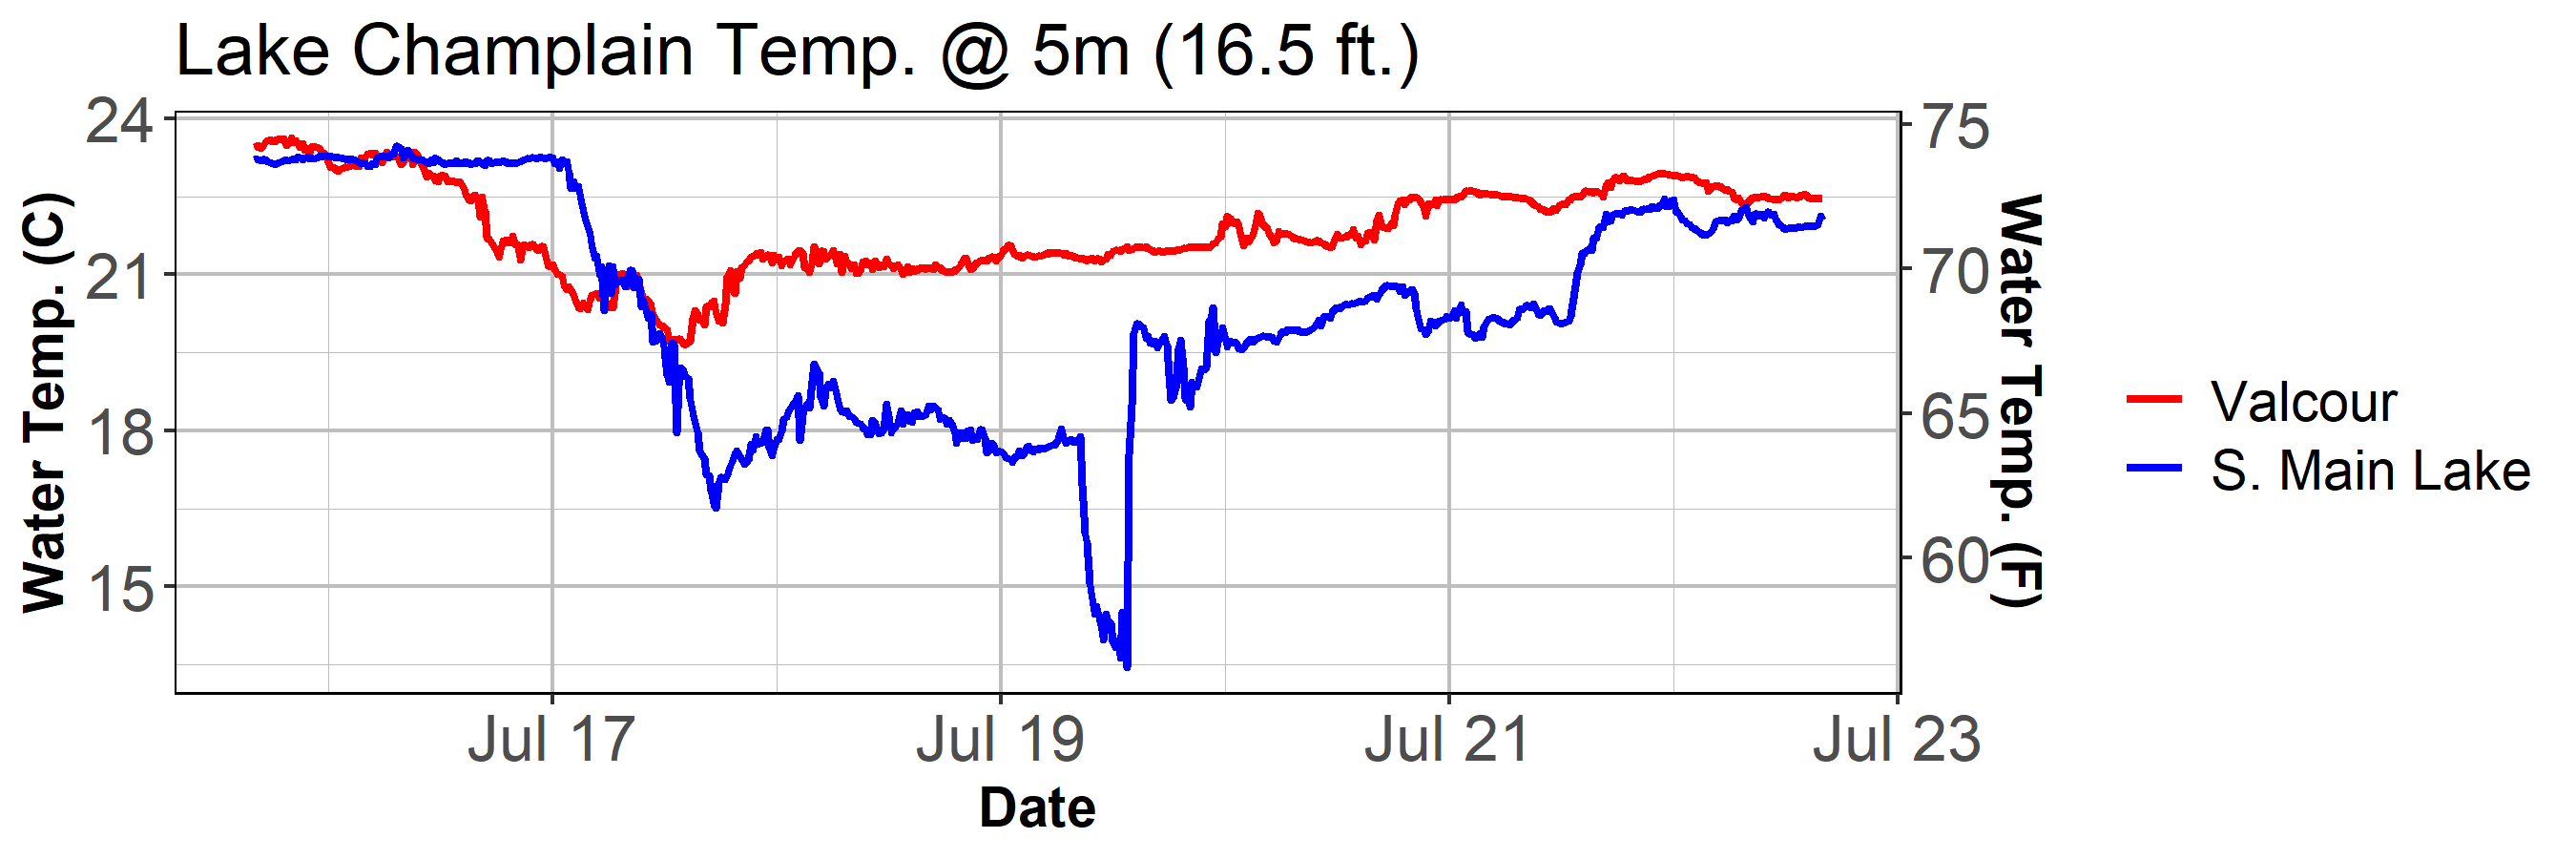 Lake Champlain Temp. @ 5m (16.5 ft.)
Water Temp. (C)
24
21
18
15
75
70
65
60
Water Temp. (F)
Jul 17
Jul 19
Jul 21
Jul 23
Date
Valcour
S. Main Lake